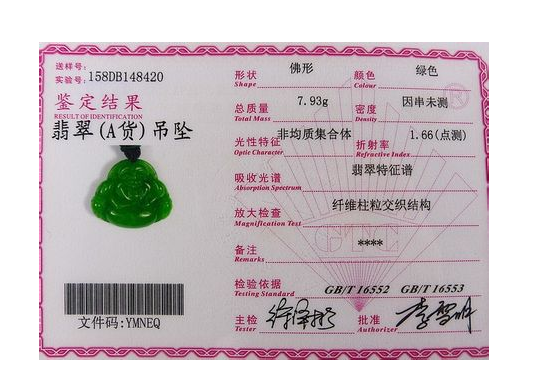 送样号:
实验号: 158DB148420
鉴定结果
RESULT OF IDENTIFICATION
翡翠(A货)吊坠
文件码:YMNEQ
形状 佛形 颜色 绿色
Shape Colour
总质量 7.93g 密度 因串未测
Total Mass Density
光性特征 非均质集合体 折射率 1.66(点测)
Optic Character Refractive Index
吸收光谱 翡翠特征谱
Absorption Spectrum
放大检查 纤维柱粒交织结构
Magnification Test
GTC
备注 ****
Remarks
检验依据 GB/T 16552 GB/T 16553
Testing Standard
主检 批准 李雪明
Tester Authorizer